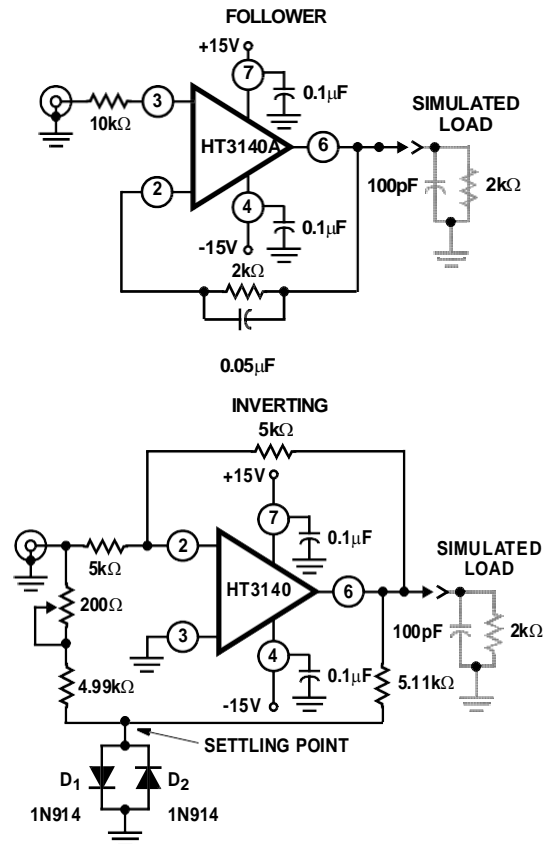 FOLLOWER
+15V
7
0.1μF
3
10kΩ
HT3140A
6
SIMULATED
LOAD
100pF
2kΩ
2
4
0.1μF
-15V
2kΩ
0.05μF
INVERTING
5kΩ
+15V
7
0.1μF
2
5kΩ
HT3140
6
SIMULATED
LOAD
200Ω
3
100pF
2kΩ
4
0.1μF
4.99kΩ
5.11kΩ
-15V
SETTLING POINT
D1
D2
1N914
1N914